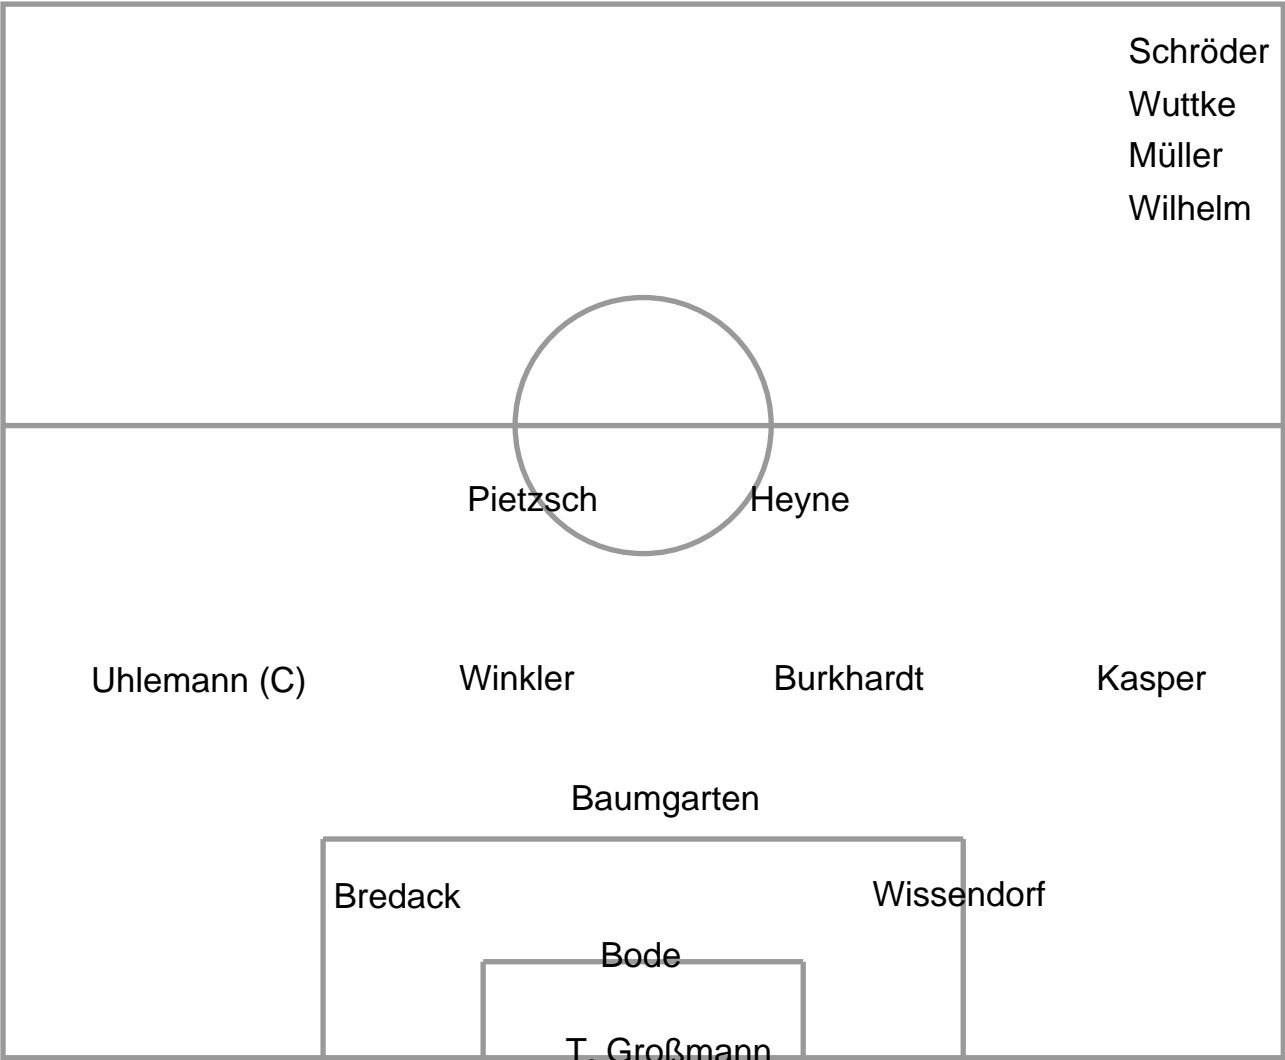 Schröder
Wuttke
Müller
Wilhelm
Pietzsch Heyne
Uhlemann (C) Winkler Burkhardt Kasper
Baumgarten
Bredack Wissendorf
Bode
T. Großmann